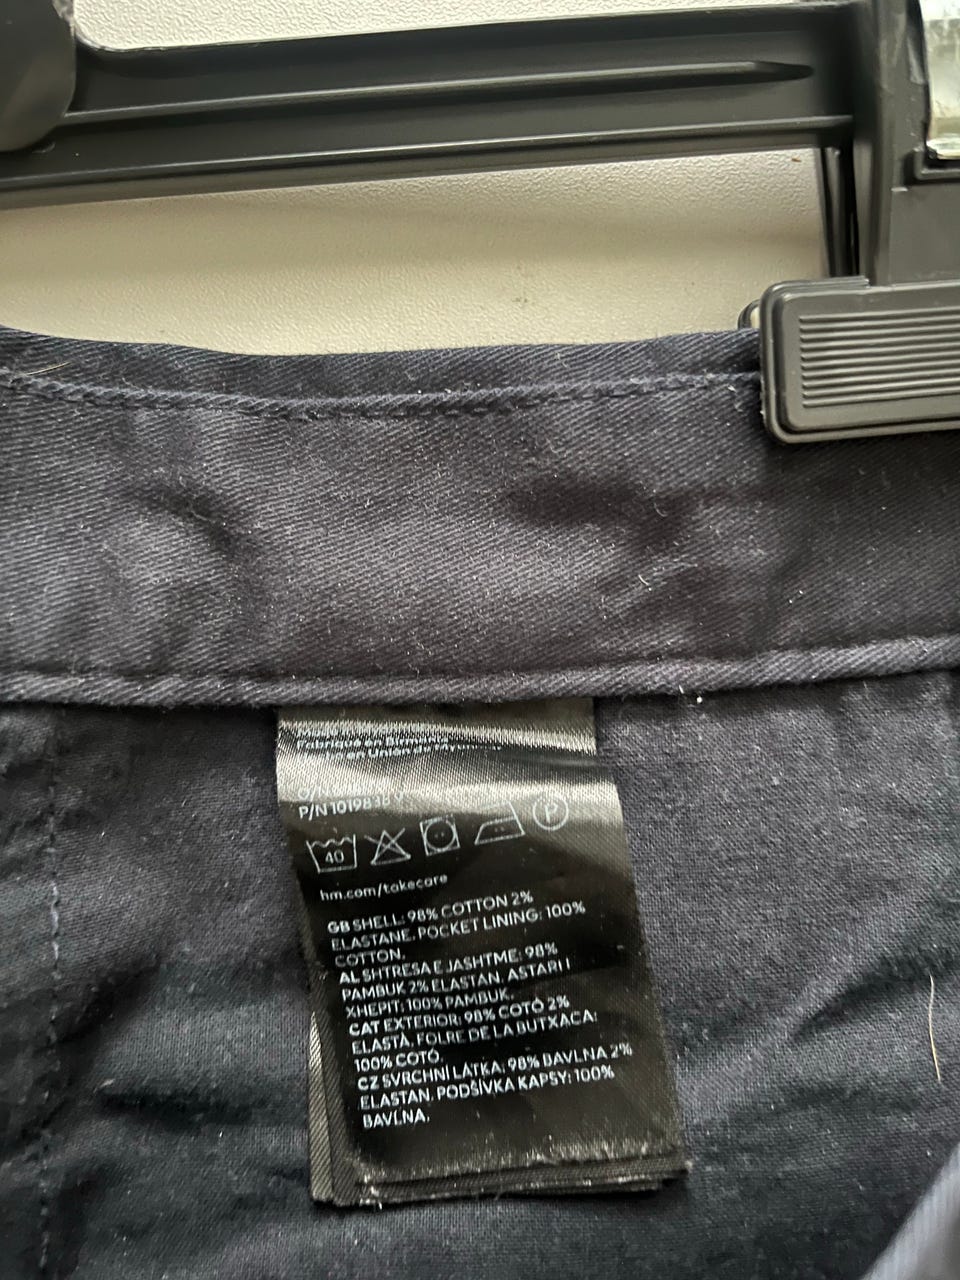 Fabriqué en
P/N 1019838
40
P
hm.com/takecare
GB SHELL: 98% COTTON 2%
ELASTANE. POCKET LINING: 100%
COTTON.
AL SHTRESA E JASHTME: 98%
PAMBUK 2% ELASTAN. ASTARI I
XHEPIT: 100% PAMBUK.
CAT EXTERIOR: 98% COTÓ 2%
ELASTÀ. FOLRE DE LA BUTXACA:
100% COTÓ.
CZ SVRCHNÍ LÁTKA: 98% BAVLNA 2%
ELASTAN. PODŠÍVKA KAPSY: 100%
BAVLNA.